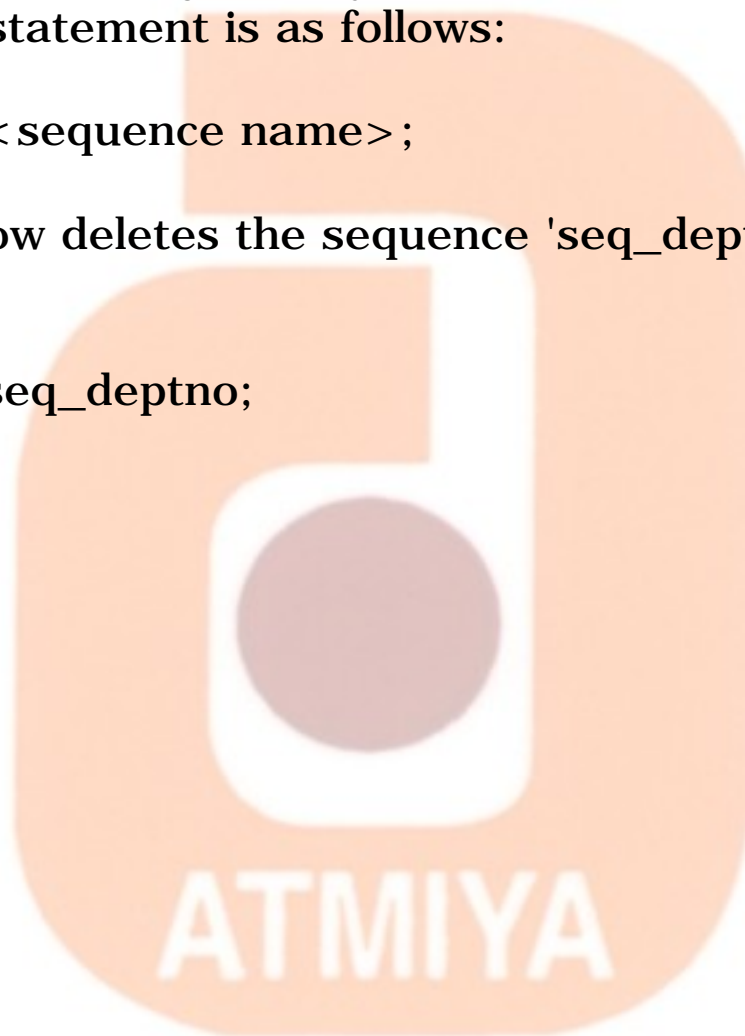 statement is as follows:
<sequence name>;
ow deletes the sequence 'seq_dep
seq_deptno;
ATMIYA